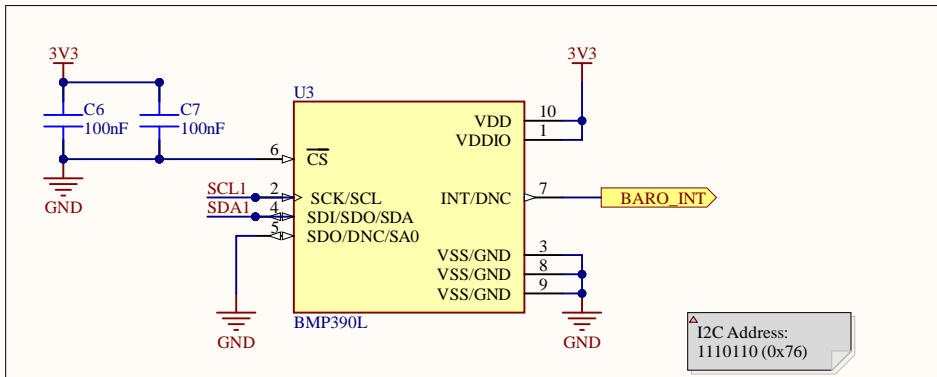 3V3
C6
100nF
C7
100nF
GND
U3
6
CS
SCL1
2
SCK/SCL
SDA1
4
SDI/SDO/SDA
5
SDO/DNC/SA0
GND
BMP390L
3V3
VDD
10
VDDIO
1
INT/DNC
7
BARO_INT
VSS/GND
3
VSS/GND
8
VSS/GND
9
GND
I2C Address:
1110110 (0x76)